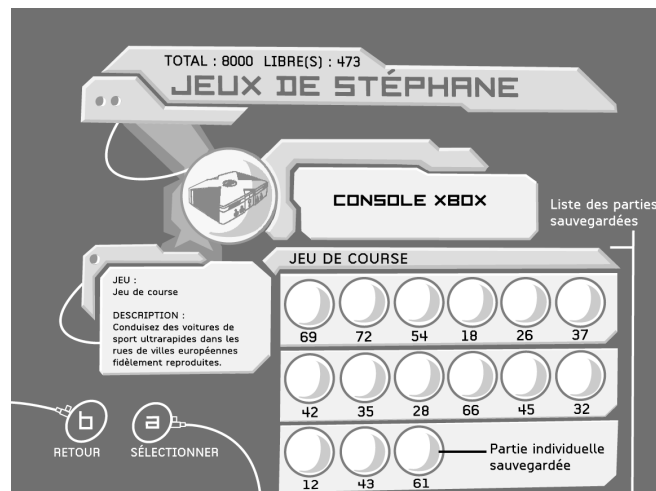 TOTAL : 8000 LIBRE(S) : 473
JEUX DE STÉPHANE
CONSOLE XBOX
Liste des parties
sauvegardées
JEU DE COURSE
JEU :
Jeu de course
DESCRIPTION :
Conduisez des voitures de
sport ultrarapides dans les
rues de villes européennes
fidèlement reproduites.
69 72 54 18 26 37
42 35 28 66 45 32
12 43 61
Partie individuelle
sauvegardée
b
RETOUR
a
SÉLECTIONNER